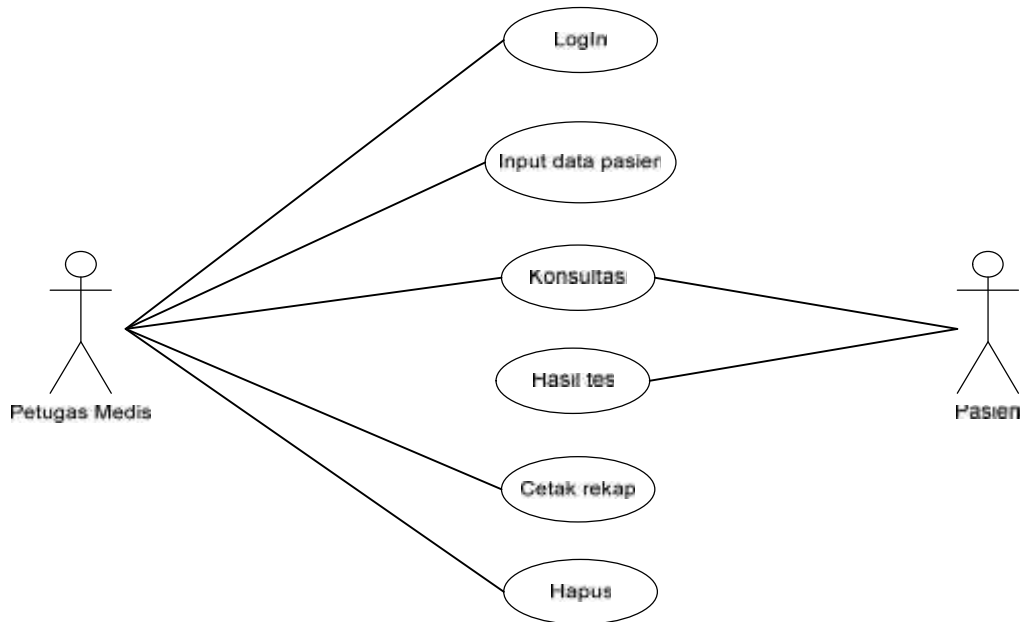 LogIn
Input data pasien
Konsultasi
Hasil tes
Petugas Medis
Pasien
Cetak rekap
Hapus